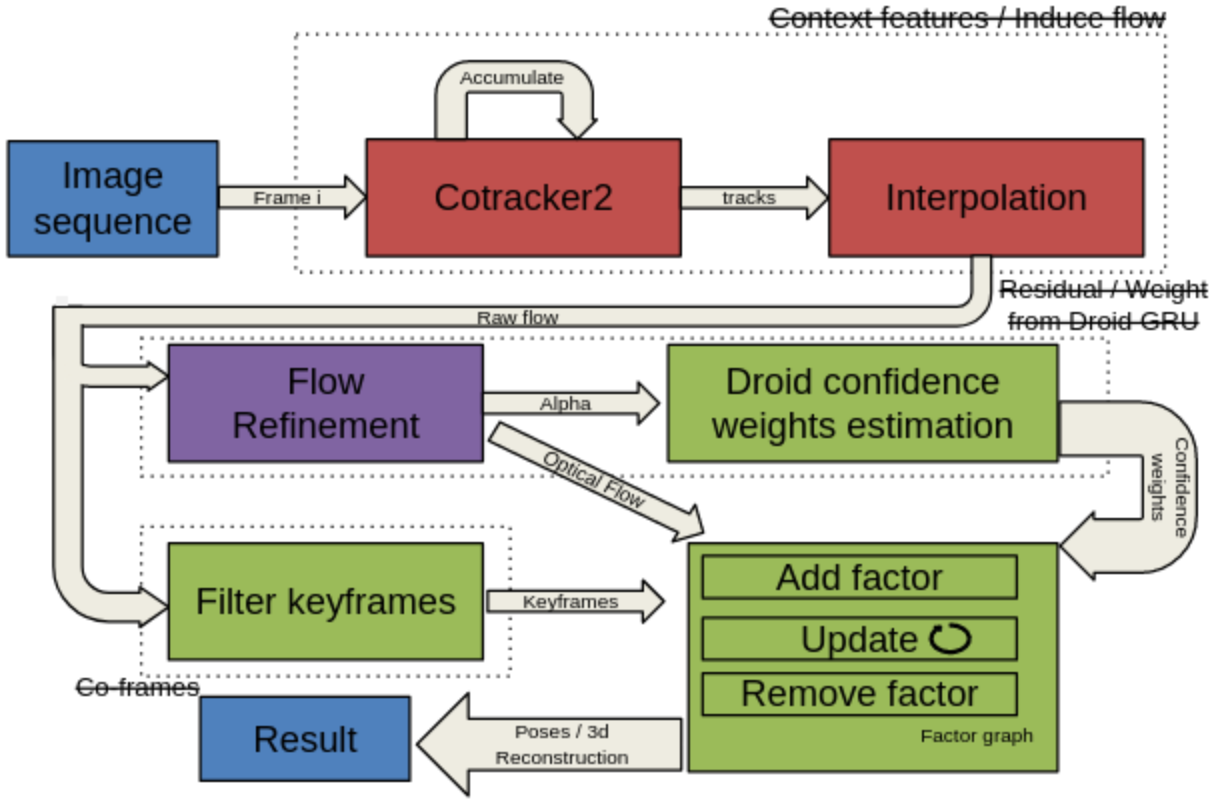 Context features / Induce flow
Accumulate
Image
sequence
Frame i
Cotracker2
tracks
Interpolation
Residual / Weight
from Droid GRU
Raw flow
Flow
Refinement
Alpha
Droid confidence
weights estimation
Optical Flow
Confidence
weights
Filter keyframes
Keyframes
Add factor
Update
Remove factor
Factor graph
Co-frames
Result
Poses / 3d
Reconstruction